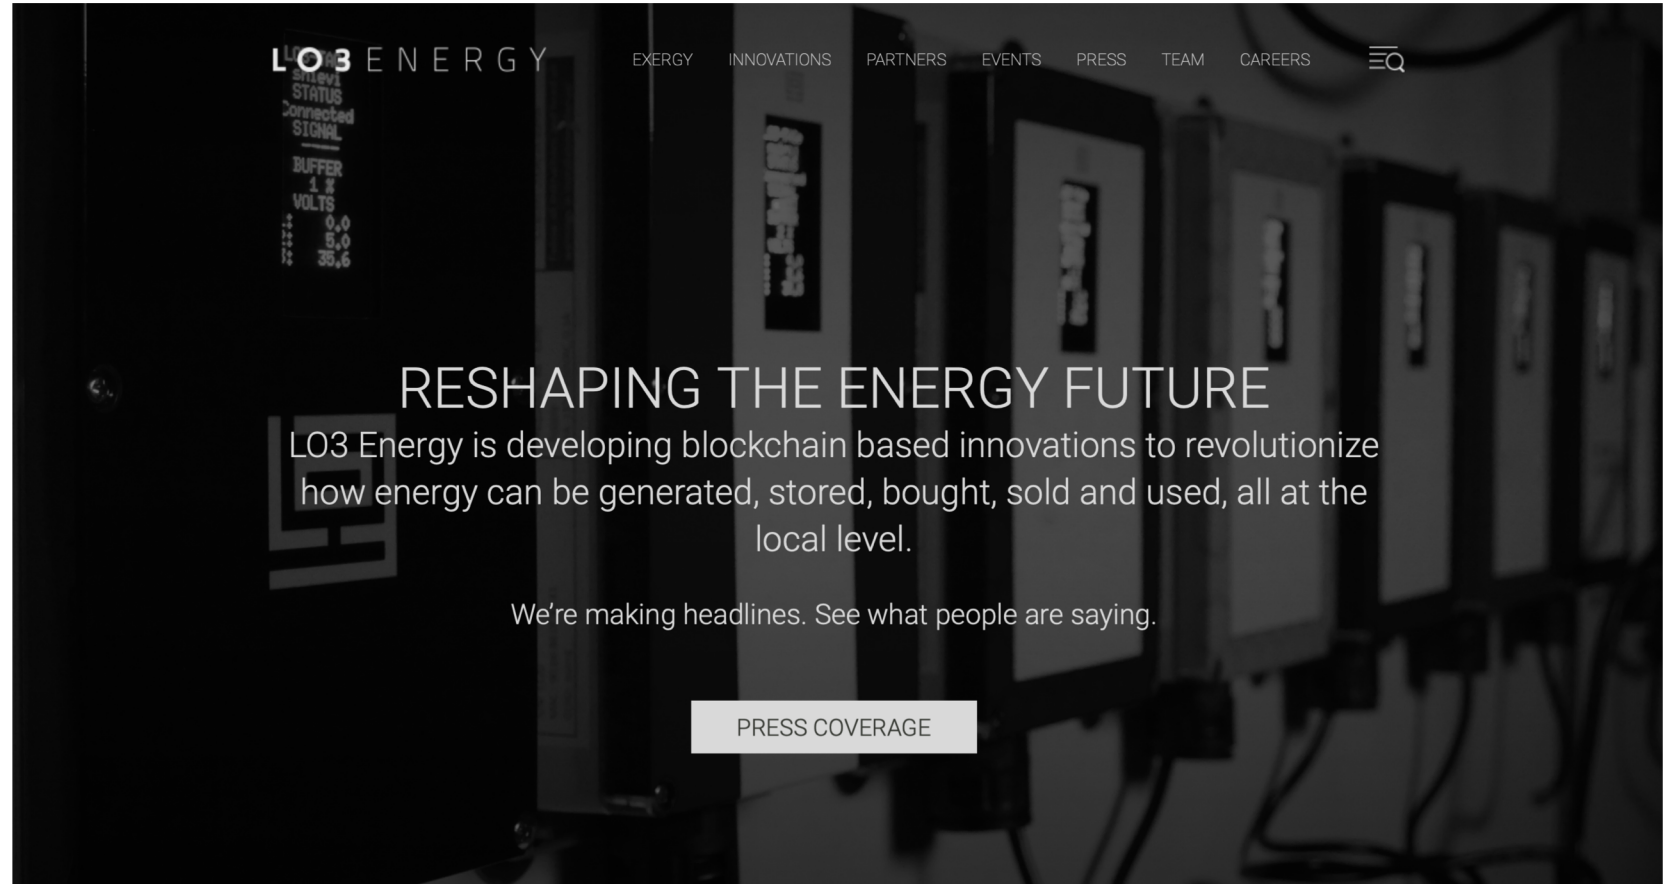 LO3 ENERGY
EXERGY INNOVATIONS PARTNERS EVENTS PRESS TEAM CAREERS
STATUS
Connected
SIGNAL
BUFFER
1 %
VOLTS
0.0
5.0
35.6
RESHAPING THE ENERGY FUTURE
LO3 Energy is developing blockchain based innovations to revolutionize
how energy can be generated, stored, bought, sold and used, all at the
local level.
We’re making headlines. See what people are saying.
PRESS COVERAGE